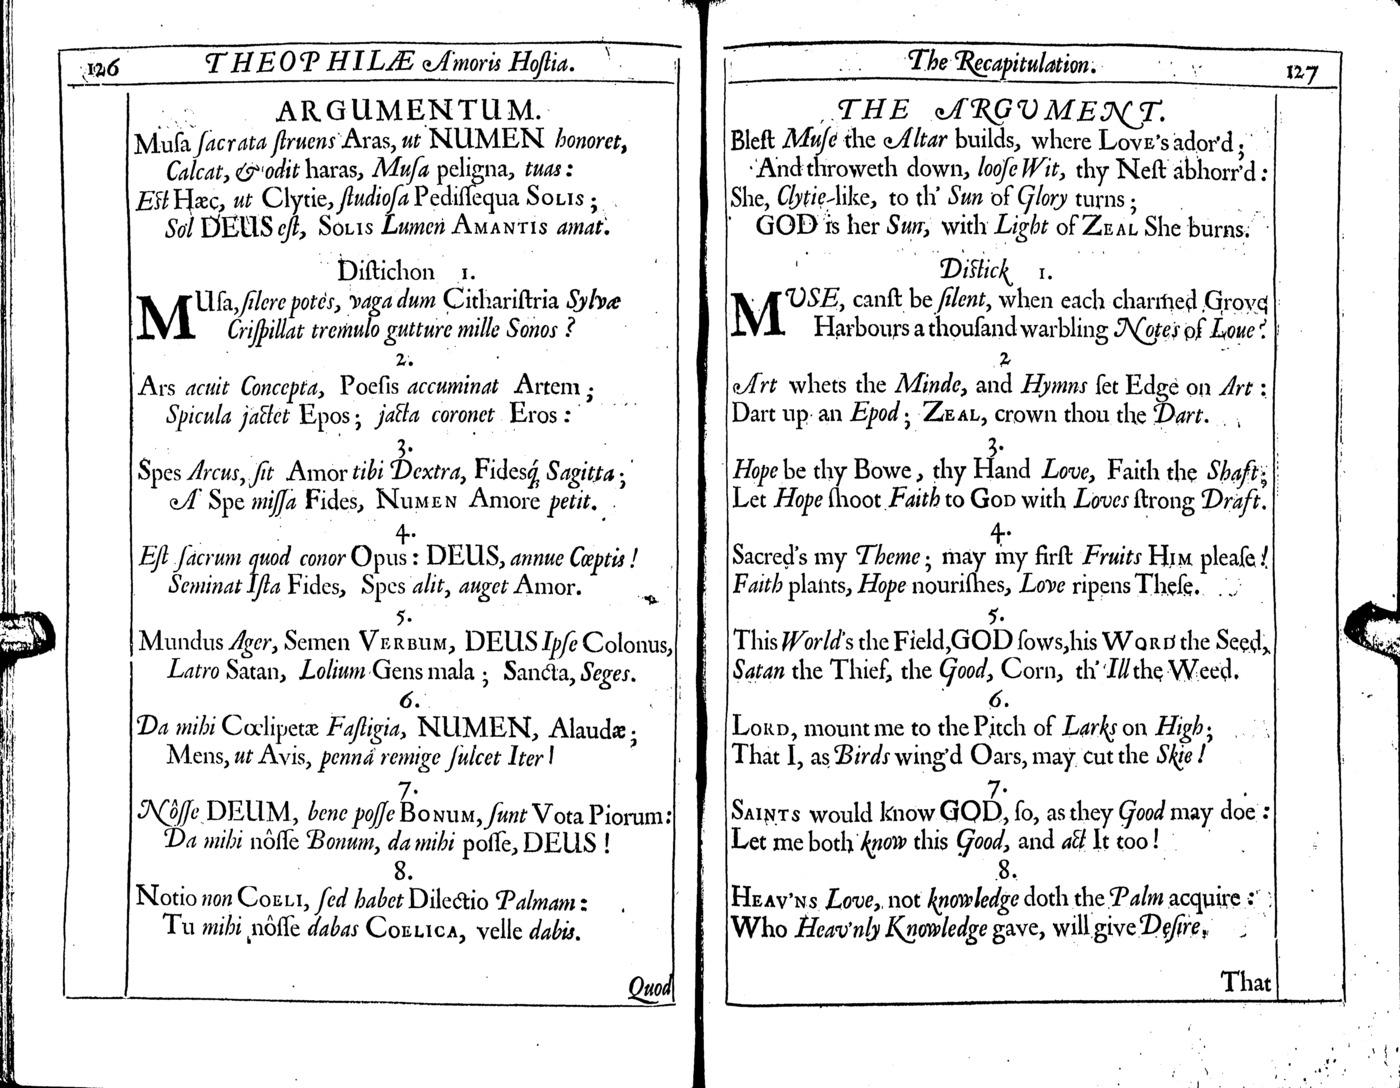 126 THEOPHILÆ Amoris Hoſtia.
ARGUMENTUM.
Muſa ſacrata ſtruens Aras, ut NUMEN honoret,
Calcat, & odit haras, Muſa peligna, tuas:
Eſt Hæc, ut Clytie, ſtudioſa Pediſſequa SOLIS;
Sol DEUS eſt, SOLIS Lumen AMANTIS amat.
Diſtichon 1.
MUſa, ſilere potes, vaga dum Cithariſtria Sylvæ
Criſpillat tremulo gutture mille Sonos?
2.
Ars acuit Concepta, Poeſis accuminat Artem;
Spicula jactet Epos; jacta coronet Eros:
3.
Spes Arcus, ſit Amor tibi Dextra, Fidesq́, Sagitta;
A Spe miſſa Fides, NUMEN Amore petit.
4.
Eſt ſacrum quod conor Opus: DEUS, annue Cœptis!
Seminat Iſta Fides, Spes alit, auget Amor.
5.
Mundus Ager, Semen VERBUM, DEUS Ipſe Colonus,
Latro Satan, Lolium Gens mala; Sancta, Seges.
6.
Da mihi Cœlipetæ Faſtigia, NUMEN, Alaudæ;
Mens, ut Avis, pennâ remige ſulcet Iter!
7.
Nôſſe DEUM, bene poſſe BONUM, ſunt Vota Piorum:
Da mihi nôſſe Bonum, da mihi poſſe, DEUS!
8.
Notio non COELI, ſed habet Dilectio Palmam:
Tu mihi nôſſe dabas COELICA, velle dabis.
Quod
The Recapitulation. 127
THE ARGUMENT.
Bleſt Muſe the Altar builds, where LOVE's ador'd;
And throweth down, looſe Wit, thy Neſt abhorr'd:
She, Clytie-like, to th' Sun of Glory turns;
GOD is her Sun, with Light of ZEAL She burns.
Diſtick 1.
MUSE, canſt be ſilent, when each charmed Grove
Harbours a thouſand warbling Notes of Loue?
2
Art whets the Minde, and Hymns ſet Edge on Art:
Dart up an Epod; ZEAL, crown thou the Dart.
3.
Hope be thy Bowe, thy Hand Love, Faith the Shaft;
Let Hope ſhoot Faith to GOD with Loves ſtrong Draft.
4.
Sacred's my Theme; may my firſt Fruits HIM pleaſe!
Faith plants, Hope nouriſhes, Love ripens Theſe.
5.
This World's the Field, GOD ſows, his WORD the Seed,
Satan the Thief, the Good, Corn, th' Ill the Weed.
6.
LORD, mount me to the Pitch of Larks on High;
That I, as Birds wing'd Oars, may cut the Skie!
7.
SAINTS would know GOD, ſo, as they Good may doe:
Let me both know this Good, and act It too!
8.
HEAV'NS Love, not knowledge doth the Palm acquire:
Who Heav'nly Knowledge gave, will give Deſire,
That